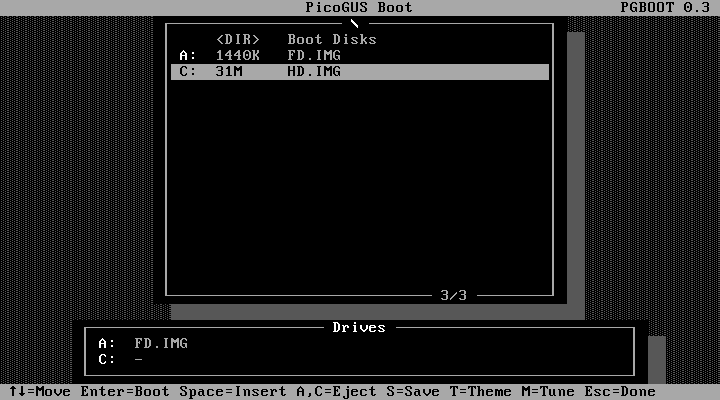 PicoGUS Boot PGBOOT 0.3
\
<DIR> Boot Disks
A: 1440K FD.IMG
C: 31M HD.IMG
3/3
Drives
A: FD.IMG
C: -
↑↓=Move Enter=Boot Space=Insert A,C=Eject S=Save T=Theme M=Tune Esc=Done